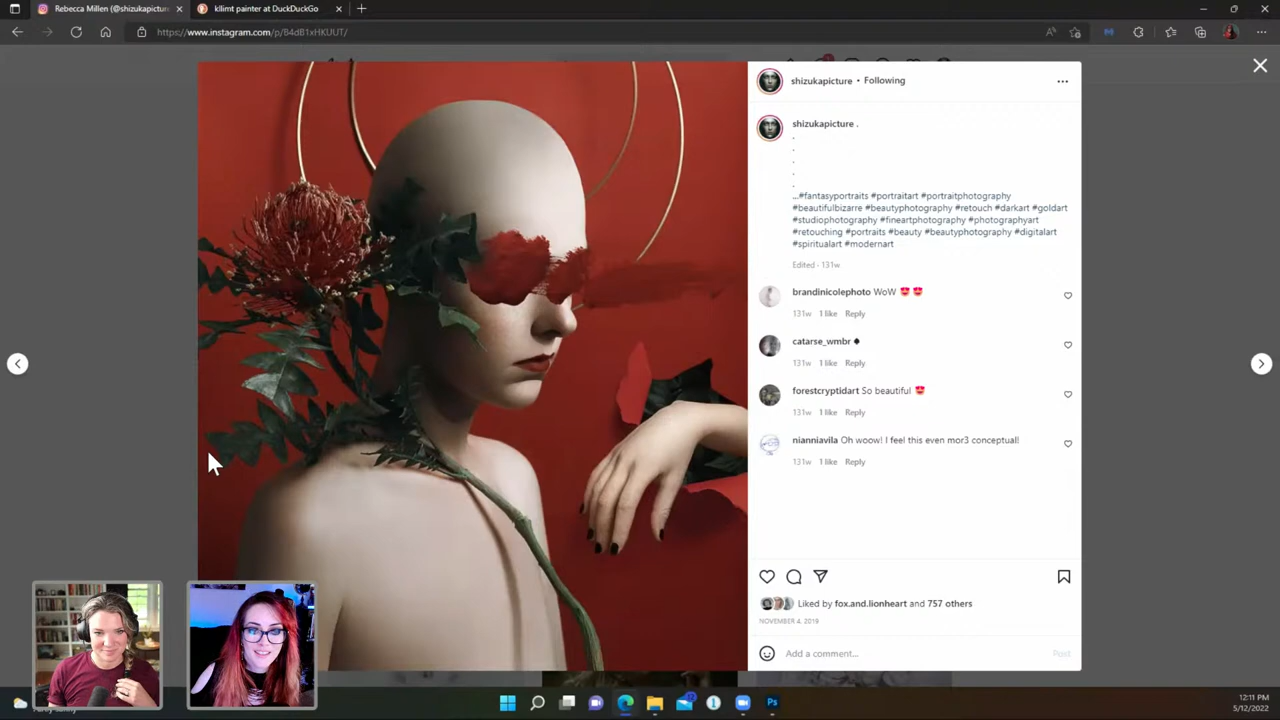 Rebecca Millen (@shizukapictur
kllimt painter at DuckDuckGo
https://www.instagram.com/p/B4dB1xHKUUT/
shizukapicture • Following
shizukapicture .
.
.
.
.
.
...#fantasyportraits #portraitart #portraitphotography
#beautifulbizarre #beautyphotography #retouch #darkart #goldart
#studiophotography #fineartphotography #photographyart
#retouching #portraits #beauty #beautyphotography #digitalart
#spiritualart #modernart
Edited · 131w
brandinicolephoto WoW 😍 😍
131w 1 like Reply
catarse_wmbr ♠
131w 1 like Reply
forestcryptidart So beautiful 😍
131w 1 like Reply
nianniavila Oh woow! I feel this even mor3 conceptual!
131w 1 like Reply
Liked by fox.and.lionheart and 757 others
NOVEMBER 4, 2019
Add a comment...
Post
12:11 PM
5/12/2022